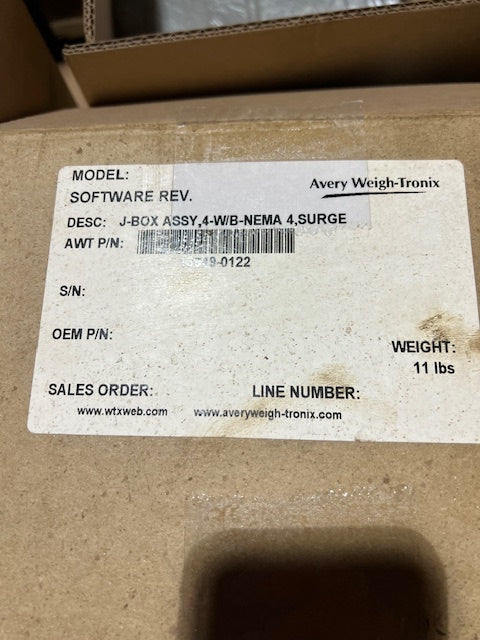 MODEL:
Avery Weigh-Tronix
SOFTWARE REV.
DESC: J-BOX ASSY,4-W/B-NEMA 4,SURGE
AWT P/N:
S/N:
OEM P/N:
WEIGHT:
11 lbs
SALES ORDER: LINE NUMBER:
www.wtxweb.com www.averyweigh-tronix.com